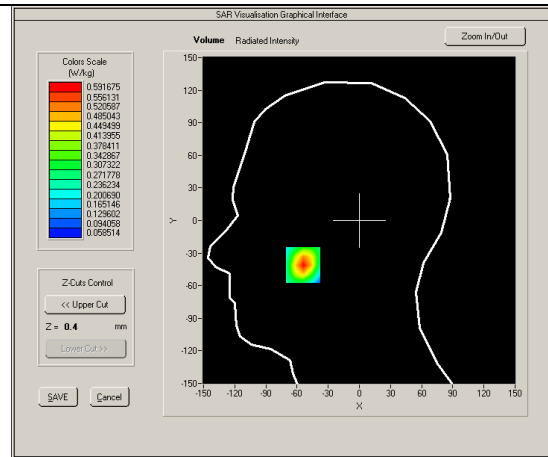 SAR Visualisation Graphical Interface
Volume Radiated Intensity
Zoom In/Out
Colors Scale
(W/kg)
0.591675
0.556131
0.520587
0.485043
0.449499
0.413955
0.378411
0.342867
0.307322
0.271778
0.236234
0.200690
0.165146
0.129602
0.094058
0.058514
Z-Cuts Control
<< Upper Cut
Z = 0.4 mm
Lower Cut >>
SAVE Cancel
150
120
90
60
30
0
-30
-60
-90
-120
-150
Y
-150 -120 -90 -60 -30 0 30 60 90 120 150
X